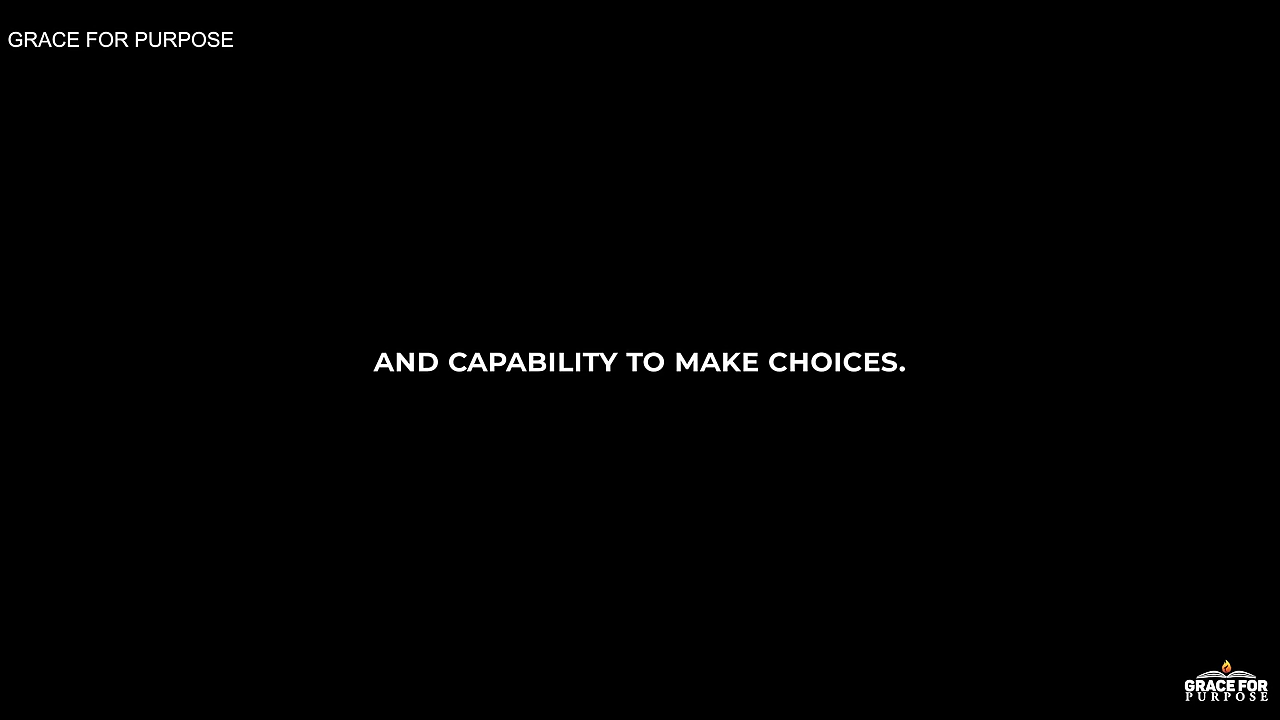 GRACE FOR PURPOSE
AND CAPABILITY TO MAKE CHOICES.
GRACE FOR
PURPOSE